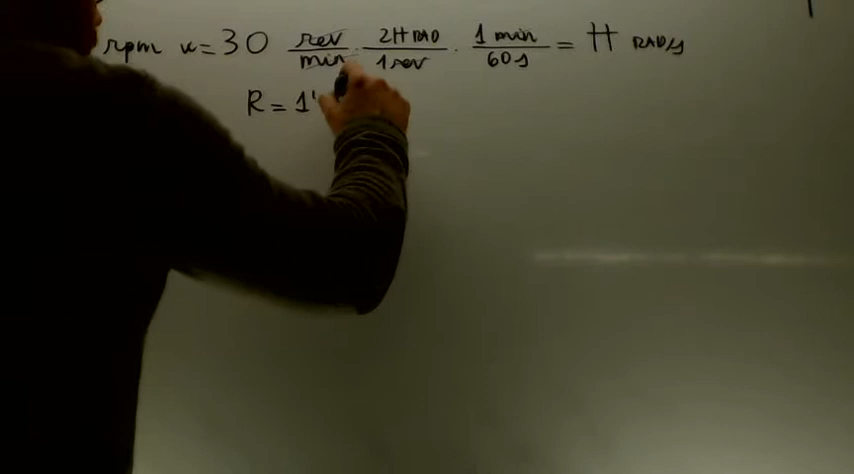 rpm w = 30 rev/min · 2π RAD/1 rev · 1 min/60 s = π RAD/s
R = 1'